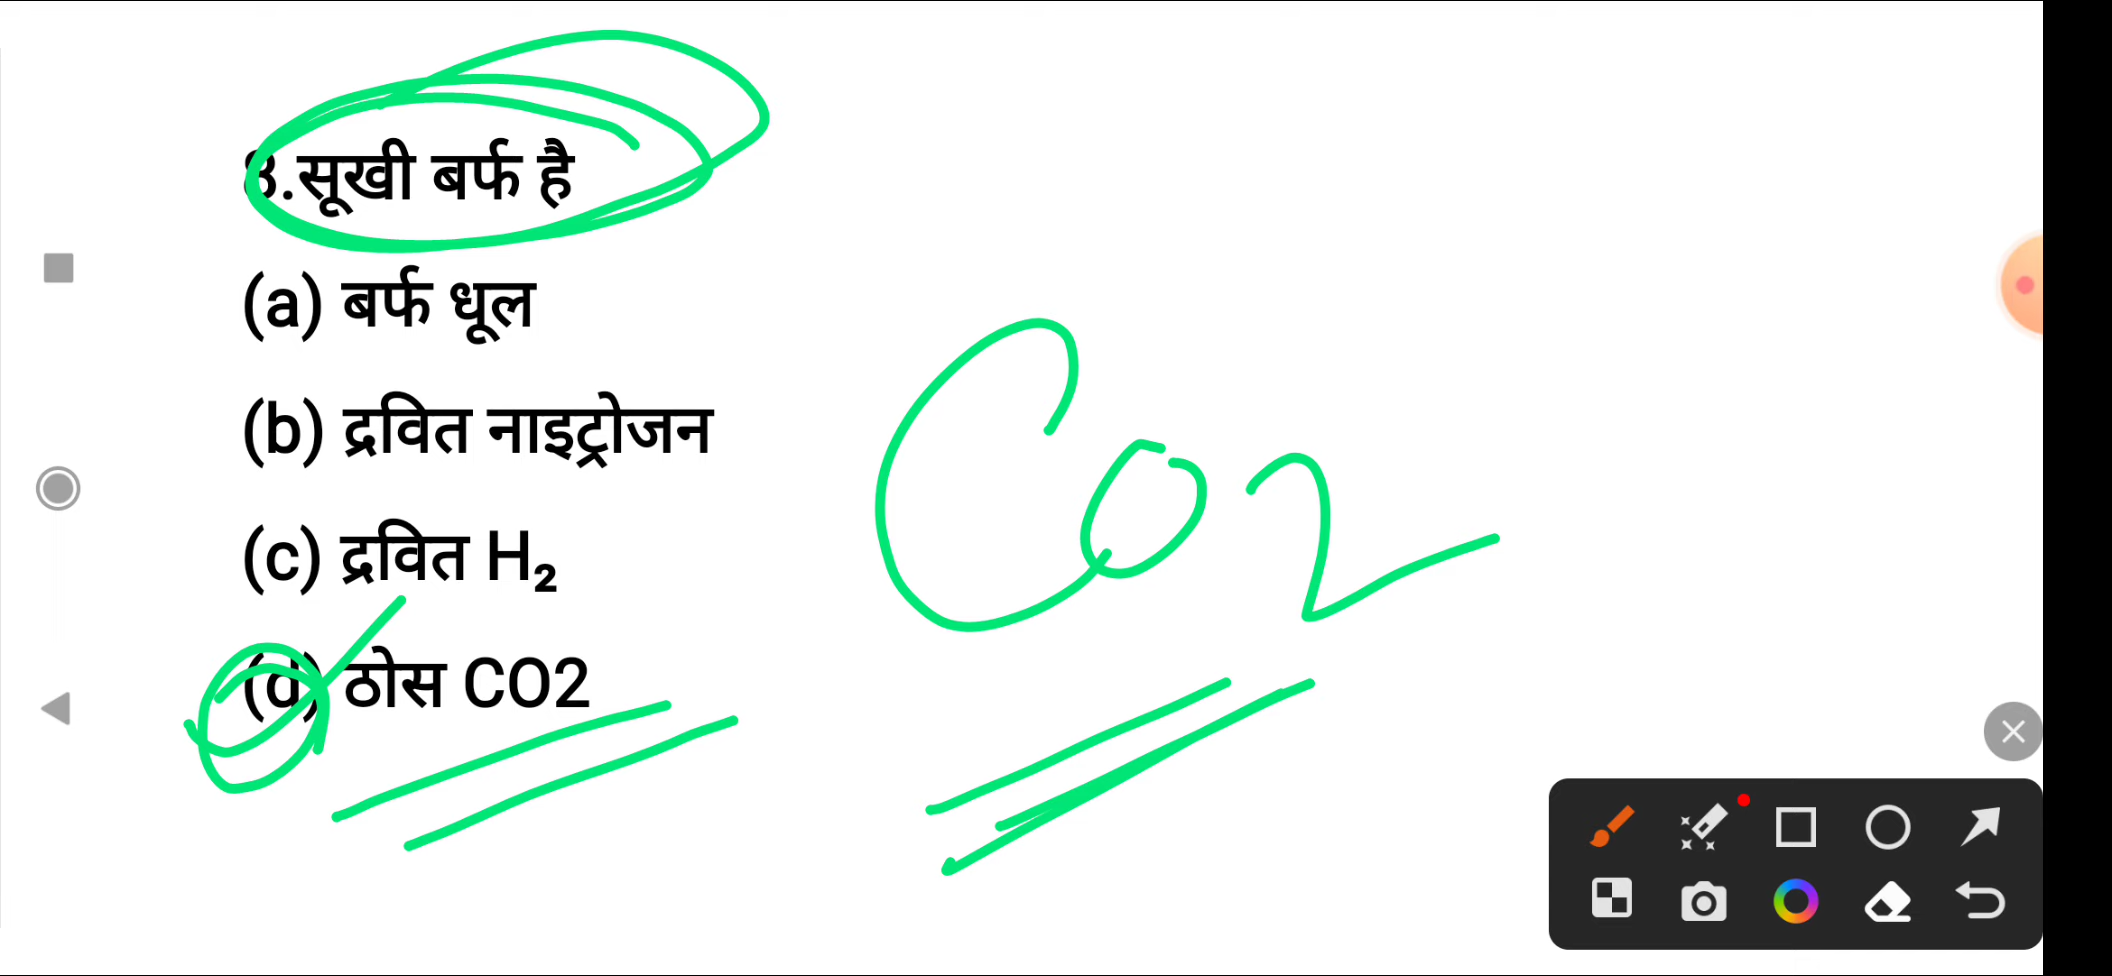 8.सूखी बर्फ है
(a) बर्फ धूल
(b) द्रवित नाइट्रोजन
(c) द्रवित H₂
(d) ठोस CO2
Co2